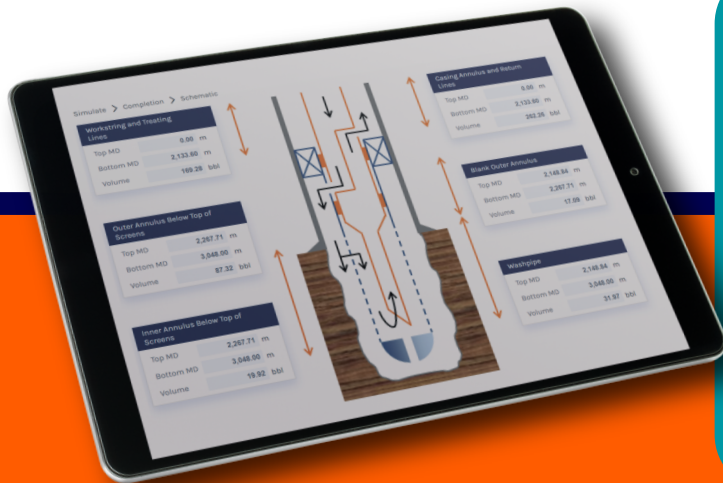 Simulate > Completion > Schematic
Workstring and Treating
Lines
Top MD 0.00 m
Bottom MD 2,133.60 m
Volume 169.28 bbl
Outer Annulus Below Top of
Screens
Top MD 2,267.71 m
Bottom MD 3,048.00 m
Volume 87.32 bbl
Inner Annulus Below Top of
Screens
Top MD 2,267.71 m
Bottom MD 3,048.00 m
Volume 19.92 bbl
Casing Annulus and Return
Lines
Top MD 0.00 m
Bottom MD 2,133.60 m
Volume 262.26 bbl
Blank Outer Annulus
Top MD 2,148.84 m
Bottom MD 2,267.71 m
Volume 17.08 bbl
Washpipe
Top MD 2,148.84 m
Bottom MD 3,048.00 m
Volume 31.97 bbl